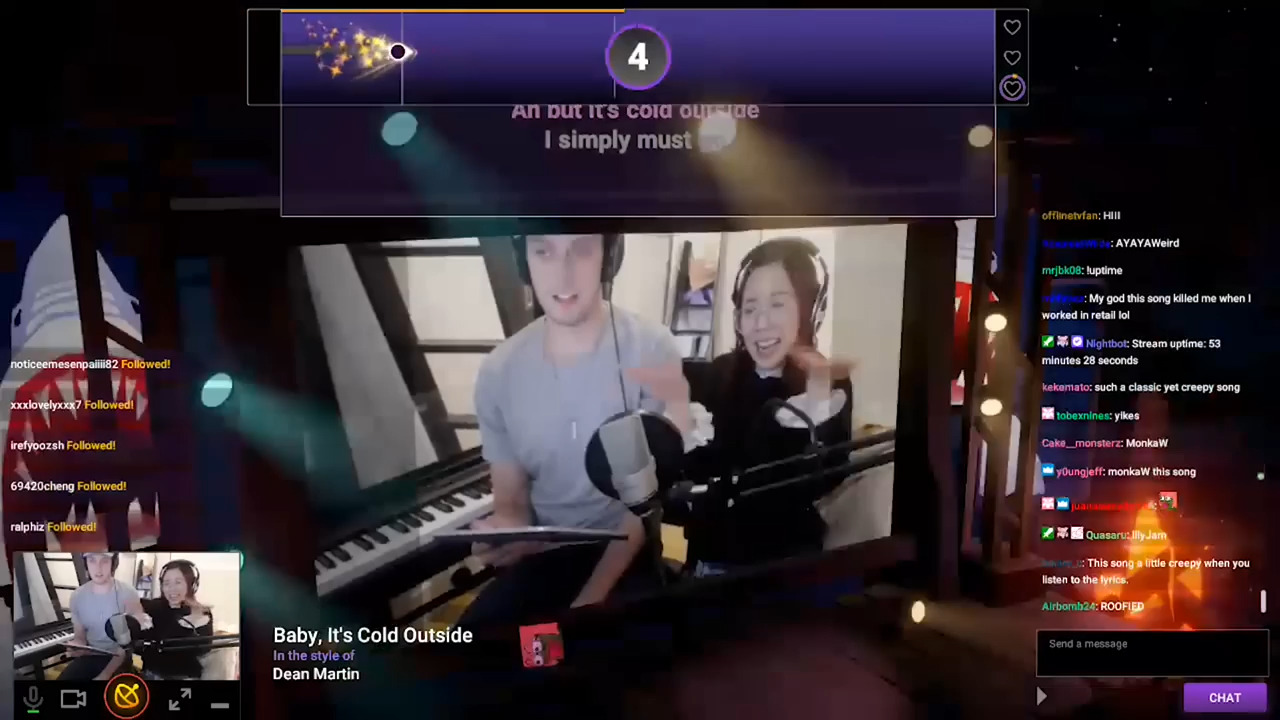 4
Ah but it's cold outside
I simply must
offlinetvfan: HIII
: AYAYAWeird
mrjbk08: !uptime
: My god this song killed me when I
worked in retail lol
Nightbot: Stream uptime: 53
minutes 28 seconds
kekemato: such a classic yet creepy song
tobexnines: yikes
Cake__monsterz: MonkaW
y0ungjeff: monkaW this song
Quasaru: lilyJam
: This song a little creepy when you
listen to the lyrics.
Airbomb24: ROOFIED
Send a message
CHAT
noticeemesenpaiiii82 Followed!
xxxlovelyxxx7 Followed!
irefyoozsh Followed!
69420cheng Followed!
ralphiz Followed!
Baby, It's Cold Outside
In the style of
Dean Martin